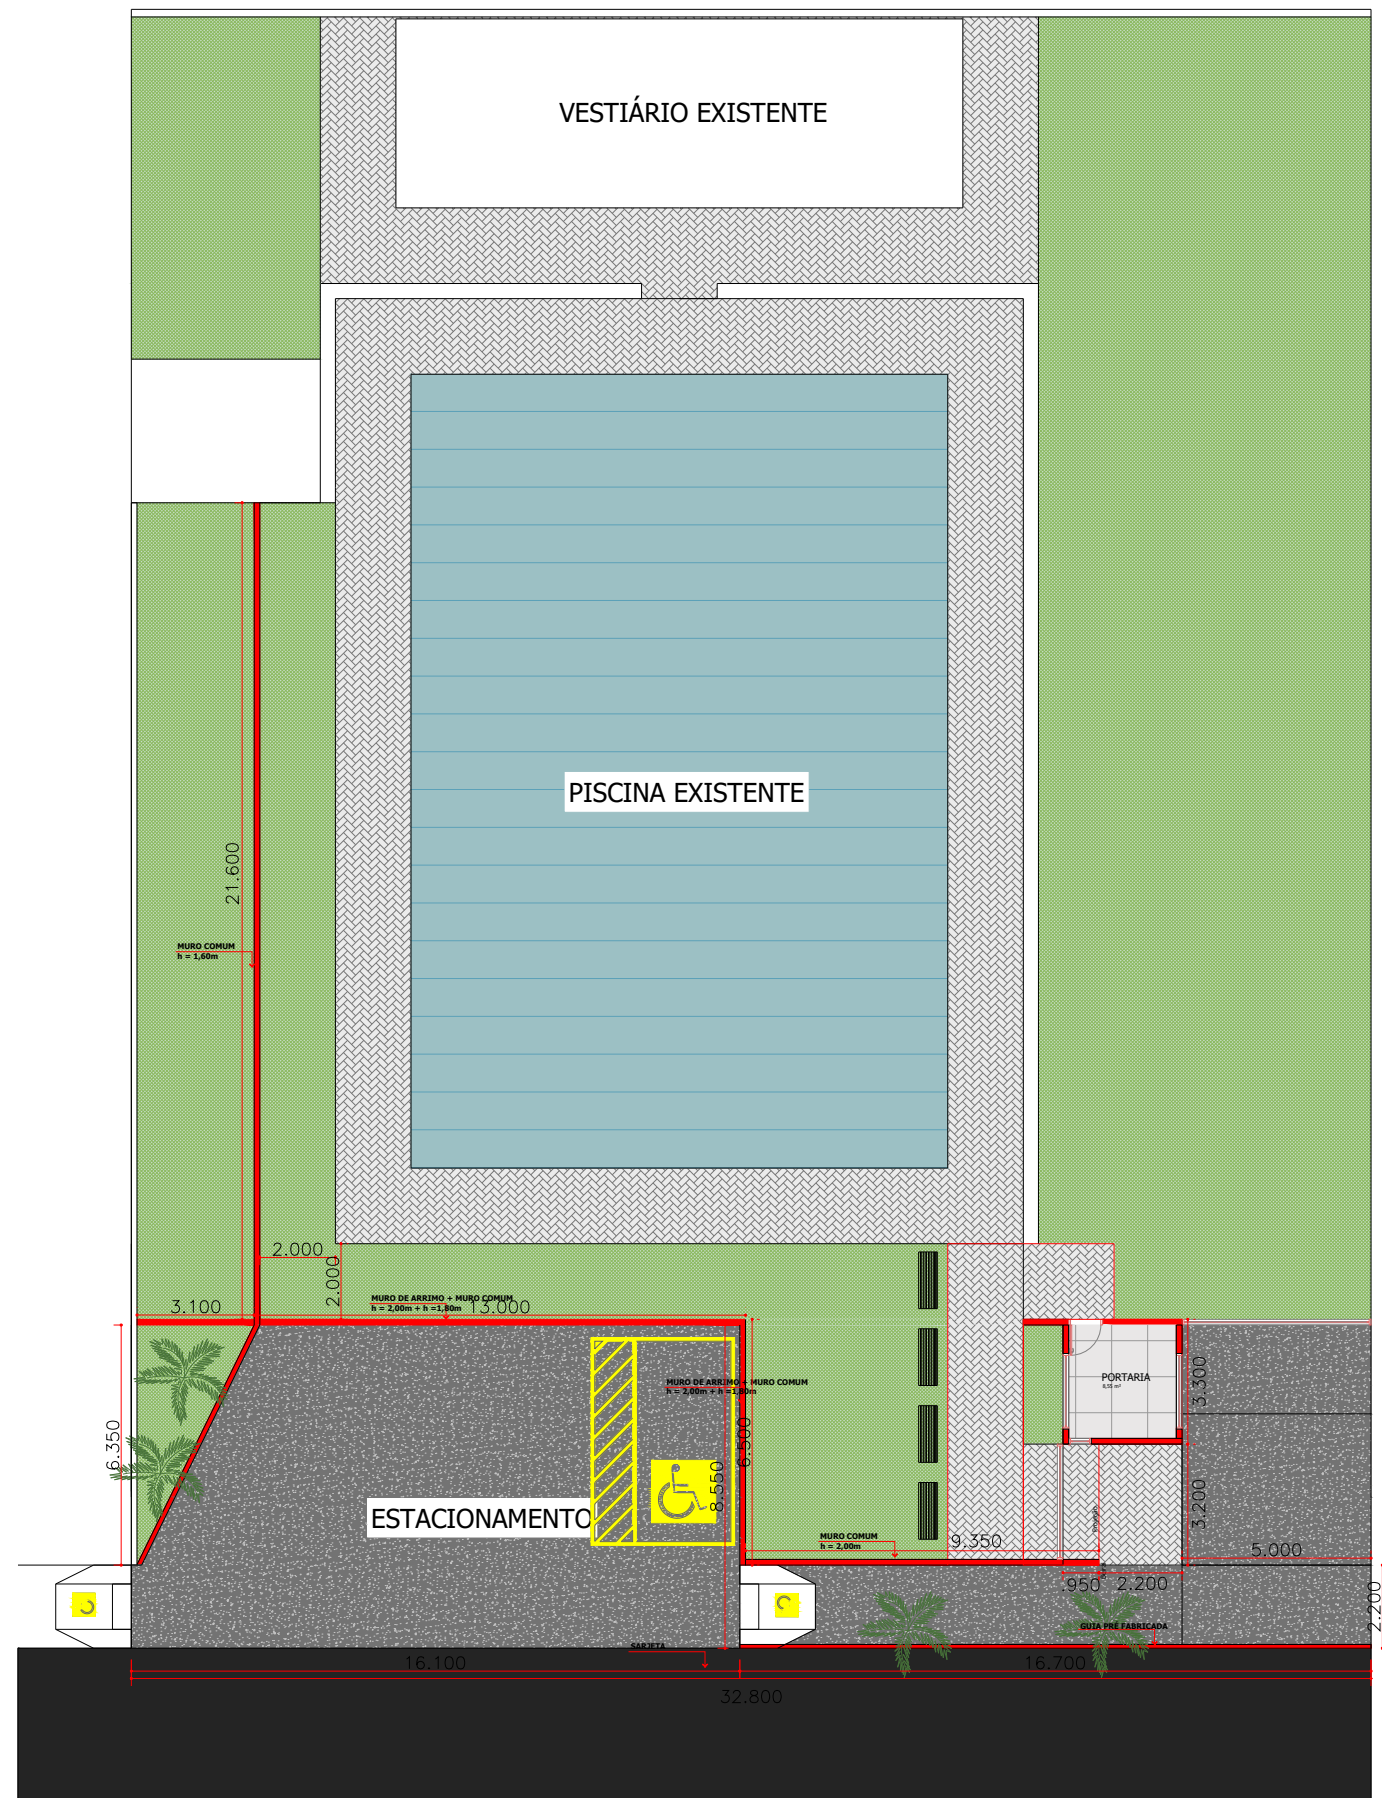 VESTIÁRIO EXISTENTE
PISCINA EXISTENTE
21.600
MURO COMUM
h = 1,60m
2.000
2.000
3.100
MURO DE ARRIMO + MURO COMUM
h = 2,00m + h =1,80m
13.000
PORTARIA
8,55 m²
3.300
MURO DE ARRIMO + MURO COMUM
h = 2,00m + h =1,80m
6.350
6.500
8.550
ESTACIONAMENTO
3.200
MURO COMUM
h = 2,00m
9.350
5.000
.950
2.200
2.200
GUIA PRÉ FABRICADA
SARJETA
16.100
16.700
32.800